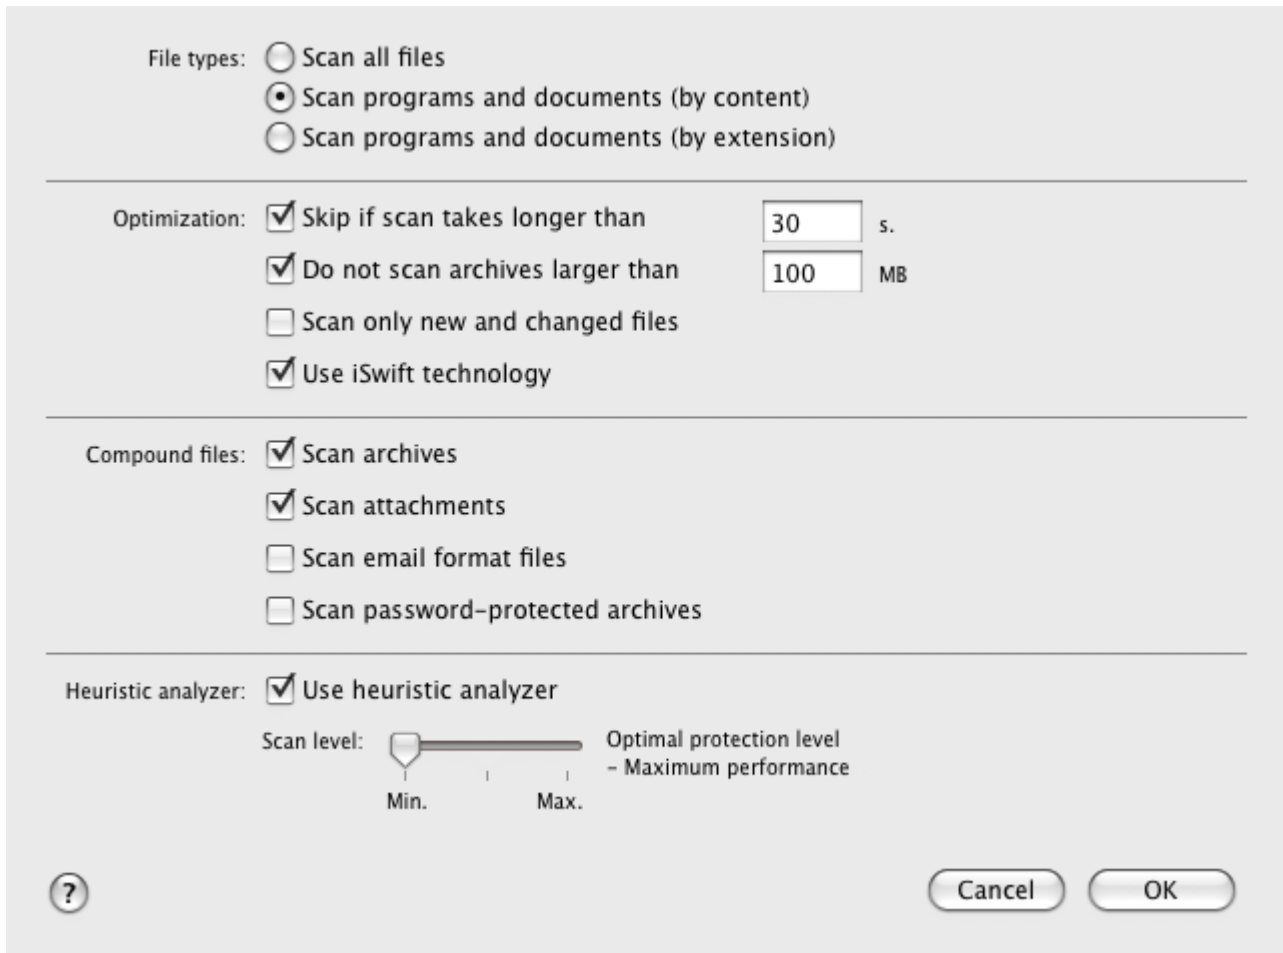 File types: Scan all files
Scan programs and documents (by content)
Scan programs and documents (by extension)
Optimization: Skip if scan takes longer than 30 s.
Do not scan archives larger than 100 MB
Scan only new and changed files
Use iSwift technology
Compound files: Scan archives
Scan attachments
Scan email format files
Scan password-protected archives
Heuristic analyzer: Use heuristic analyzer
Scan level: Optimal protection level
- Maximum performance
Min. Max.
? Cancel OK